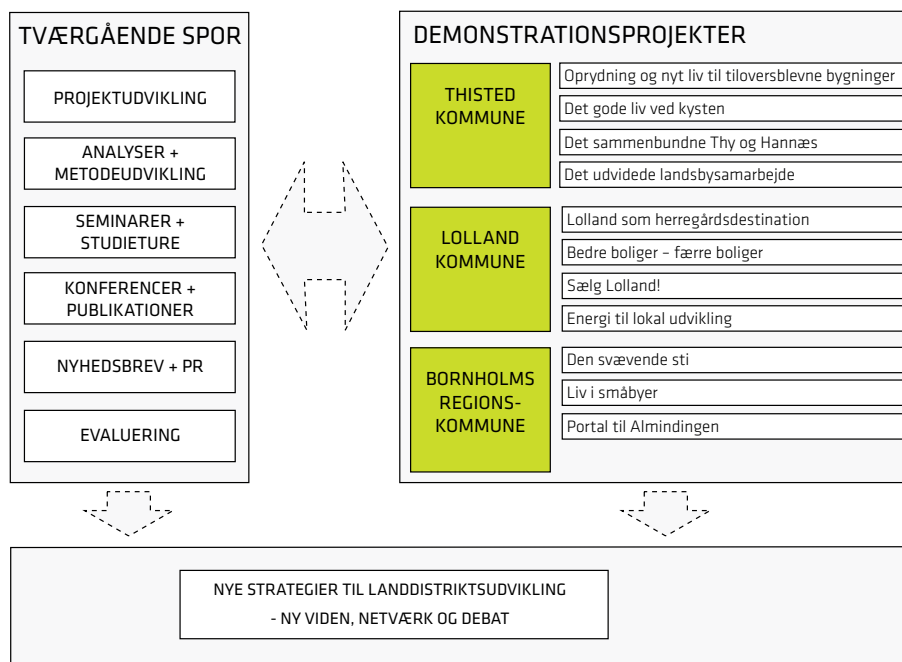 TVÆRGÅENDE SPOR
PROJEKTUDVIKLING
ANALYSER +
METODEUDVIKLING
SEMINARER +
STUDIETURE
KONFERENCER +
PUBLIKATIONER
NYHEDSBREV + PR
EVALUERING
DEMONSTRATIONSPROJEKTER
THISTED
KOMMUNE
Oprydning og nyt liv til tiloversblevne bygninger
Det gode liv ved kysten
Det sammenbundne Thy og Hannæs
Det udvidede landsbysamarbejde
LOLLAND
KOMMUNE
Lolland som herregårdsdestination
Bedre boliger – færre boliger
Sælg Lolland!
Energi til lokal udvikling
BORNHOLMS
REGIONS-
KOMMUNE
Den svævende sti
Liv i småbyer
Portal til Almindingen
NYE STRATEGIER TIL LANDDISTRIKTSUDVIKLING
- NY VIDEN, NETVÆRK OG DEBAT